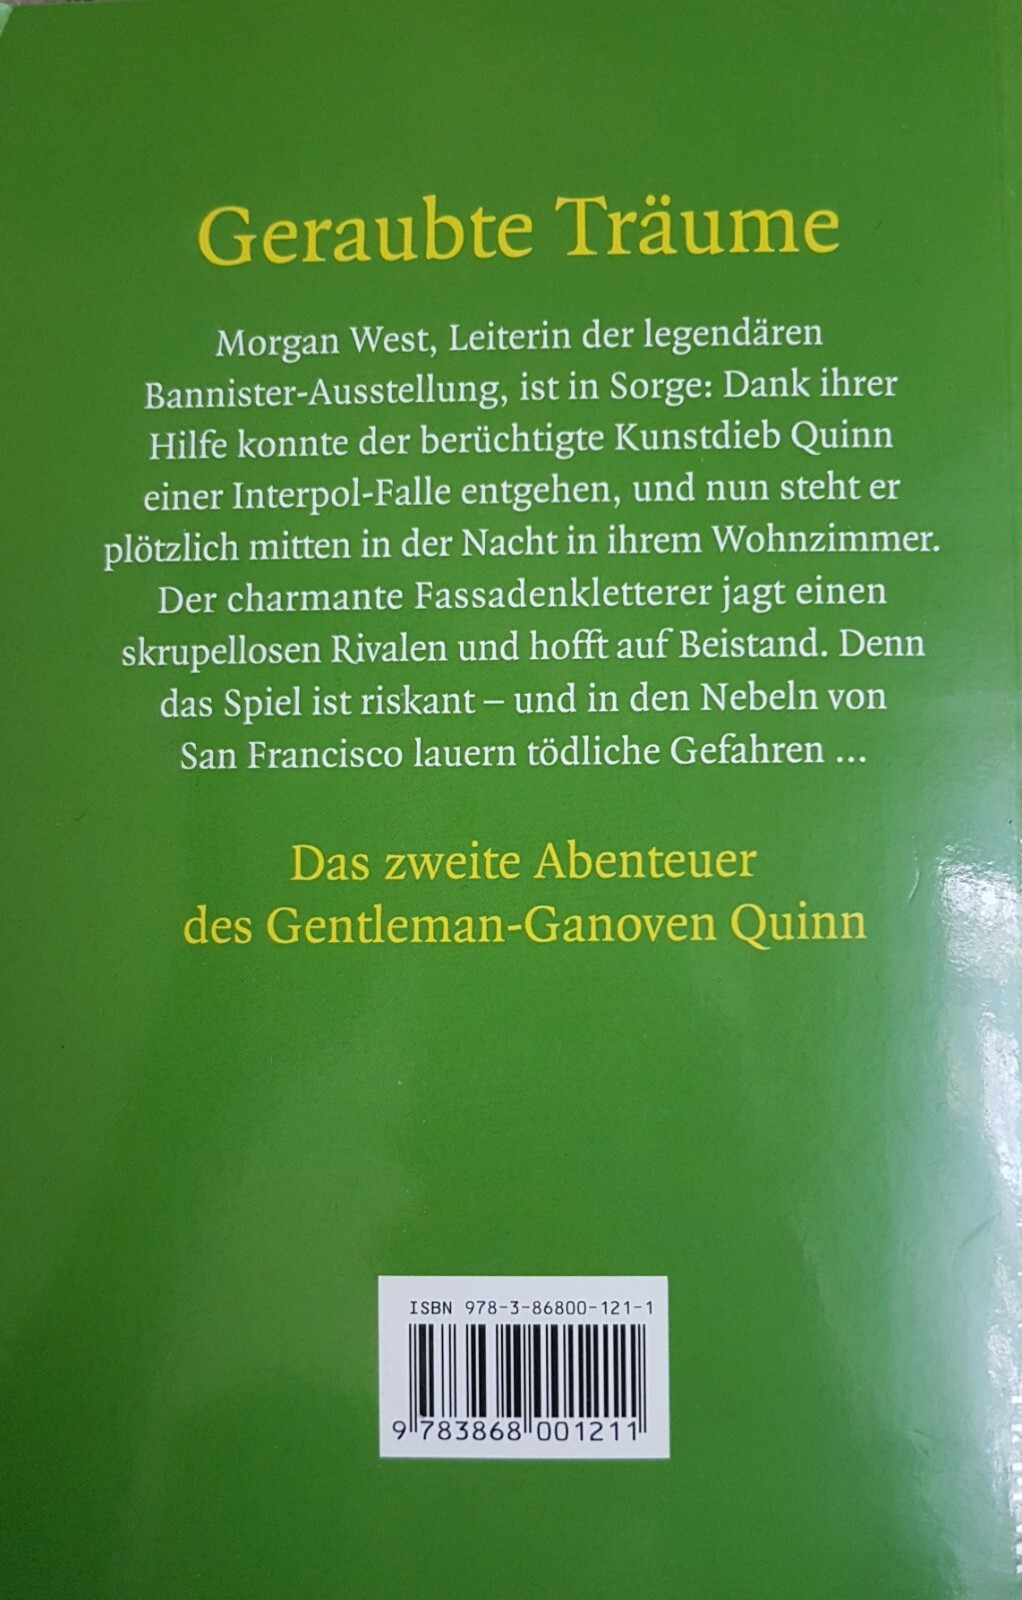 Geraubte Träume
Morgan West, Leiterin der legendären
Bannister-Ausstellung, ist in Sorge: Dank ihrer
Hilfe konnte der berüchtigte Kunstdieb Quinn
einer Interpol-Falle entgehen, und nun steht er
plötzlich mitten in der Nacht in ihrem Wohnzimmer.
Der charmante Fassadenkletterer jagt einen
skrupellosen Rivalen und hofft auf Beistand. Denn
das Spiel ist riskant – und in den Nebeln von
San Francisco lauern tödliche Gefahren ...
Das zweite Abenteuer
des Gentleman-Ganoven Quinn
ISBN 978-3-86800-121-1
9 783868 001211